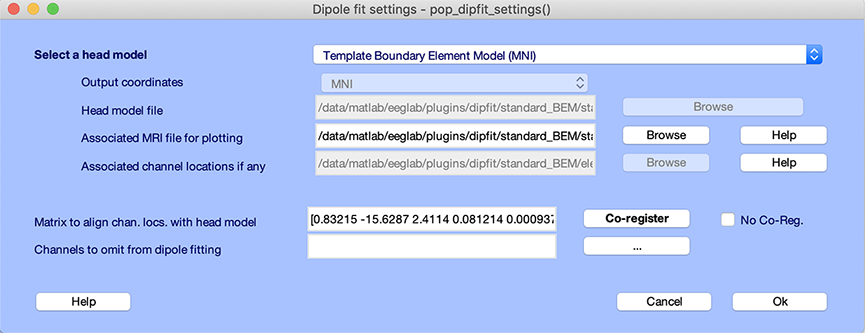 Dipole fit settings - pop_dipfit_settings()
Select a head model Template Boundary Element Model (MNI)
Output coordinates MNI
Head model file /data/matlab/eeglab/plugins/dipfit/standard_BEM/sta Browse
Associated MRI file for plotting /data/matlab/eeglab/plugins/dipfit/standard_BEM/sta Browse Help
Associated channel locations if any /data/matlab/eeglab/plugins/dipfit/standard_BEM/ele Browse Help
Matrix to align chan. locs. with head model [0.83215 -15.6287 2.4114 0.081214 0.000937 Co-register No Co-Reg.
Channels to omit from dipole fitting ...
Help Cancel Ok